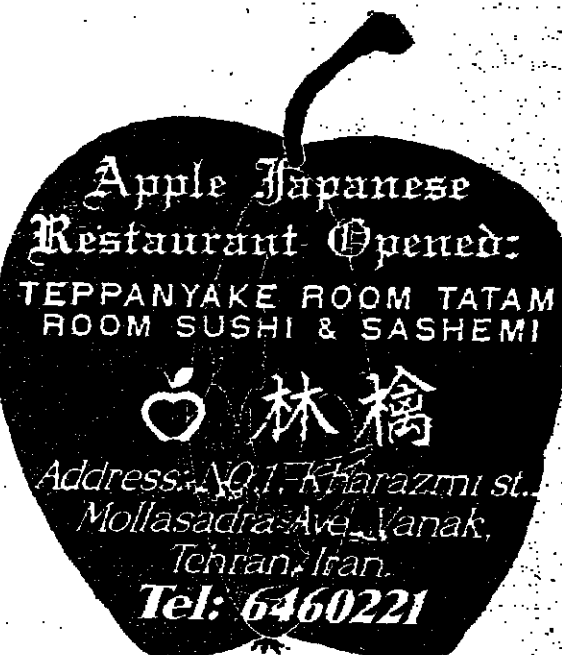 Apple Japanese
Restaurant Opened:
TEPPANYAKE ROOM TATAM
ROOM SUSHI & SASHEMI
林檎
Address: NO.1. Kharazmi st.
Mollasadra Ave. Vanak.
Tehran. Iran.
Tel: 6460221